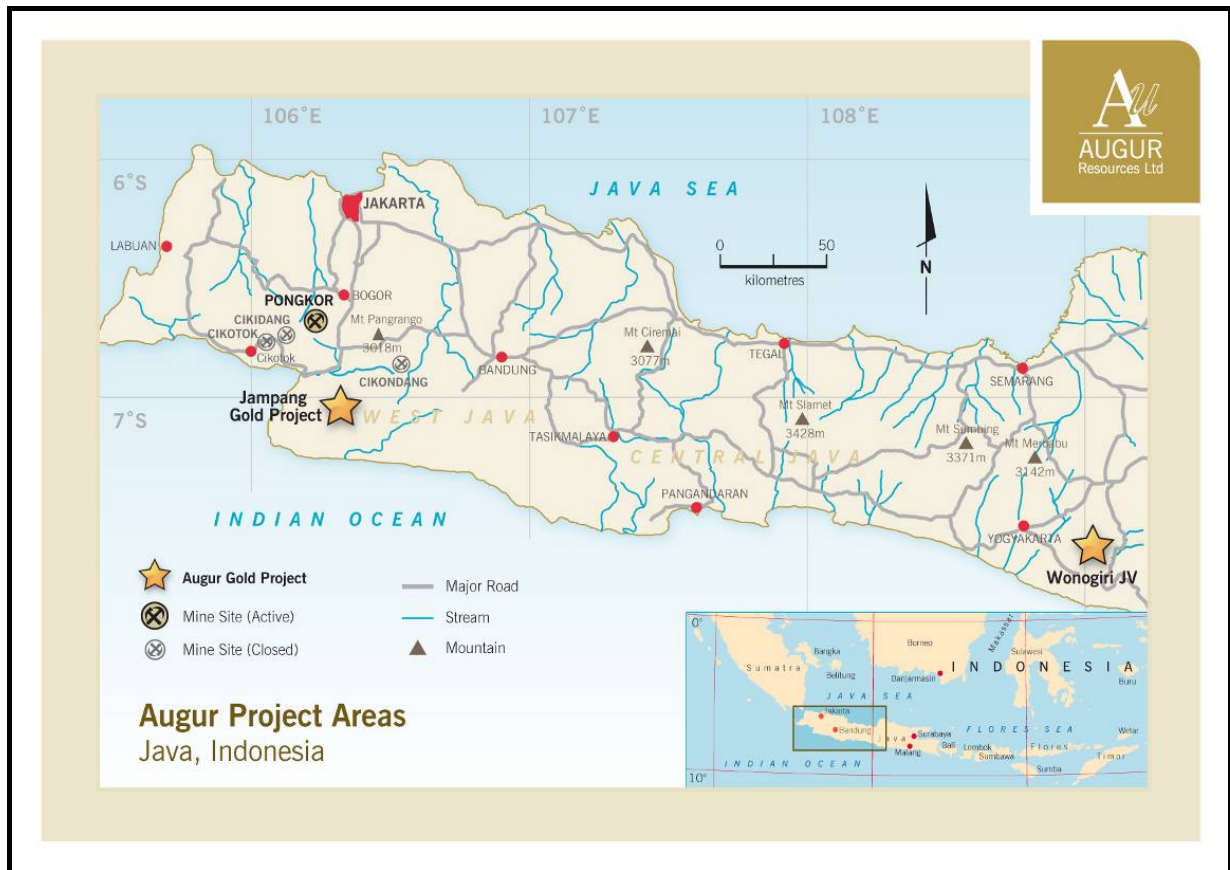 106°E
107°E
108°E
Au
AUGUR
Resources Ltd
6°S
JAVA SEA
JAKARTA
LABUAN
0
50
kilometres
N
BOGOR
PONGKOR
CIKIDANG
CIKOTOK
Cikotok
Mt Pangrango
3018m
CIKONDANG
BANDUNG
Mt Ciremai
3077m
TEGAL
SEMARANG
Jampang
Gold Project
7°S
WEST JAVA
Mt Slamet
3428m
TASIKMALAYA
CENTRAL JAVA
Mt Sumbing
3371m
Mt Merbabu
3142m
PANGANDARAN
INDIAN OCEAN
YOGYAKARTA
Wonogiri JV
Augur Gold Project
Mine Site (Active)
Mine Site (Closed)
Major Road
Stream
Mountain
Augur Project Areas
Java, Indonesia
0°
Sumatra
Bangka
Belitung
Borneo
Makassar
Sulawesi
INDONESIA
Banjarmasin
Buru
JAVA SEA
Jakarta
Bandung
Java
Surabaya
FLORES SEA
Wetar
Malang
Bali
Lombok
Sumbawa
Flores
Timor
Sumba
INDIAN OCEAN
10°